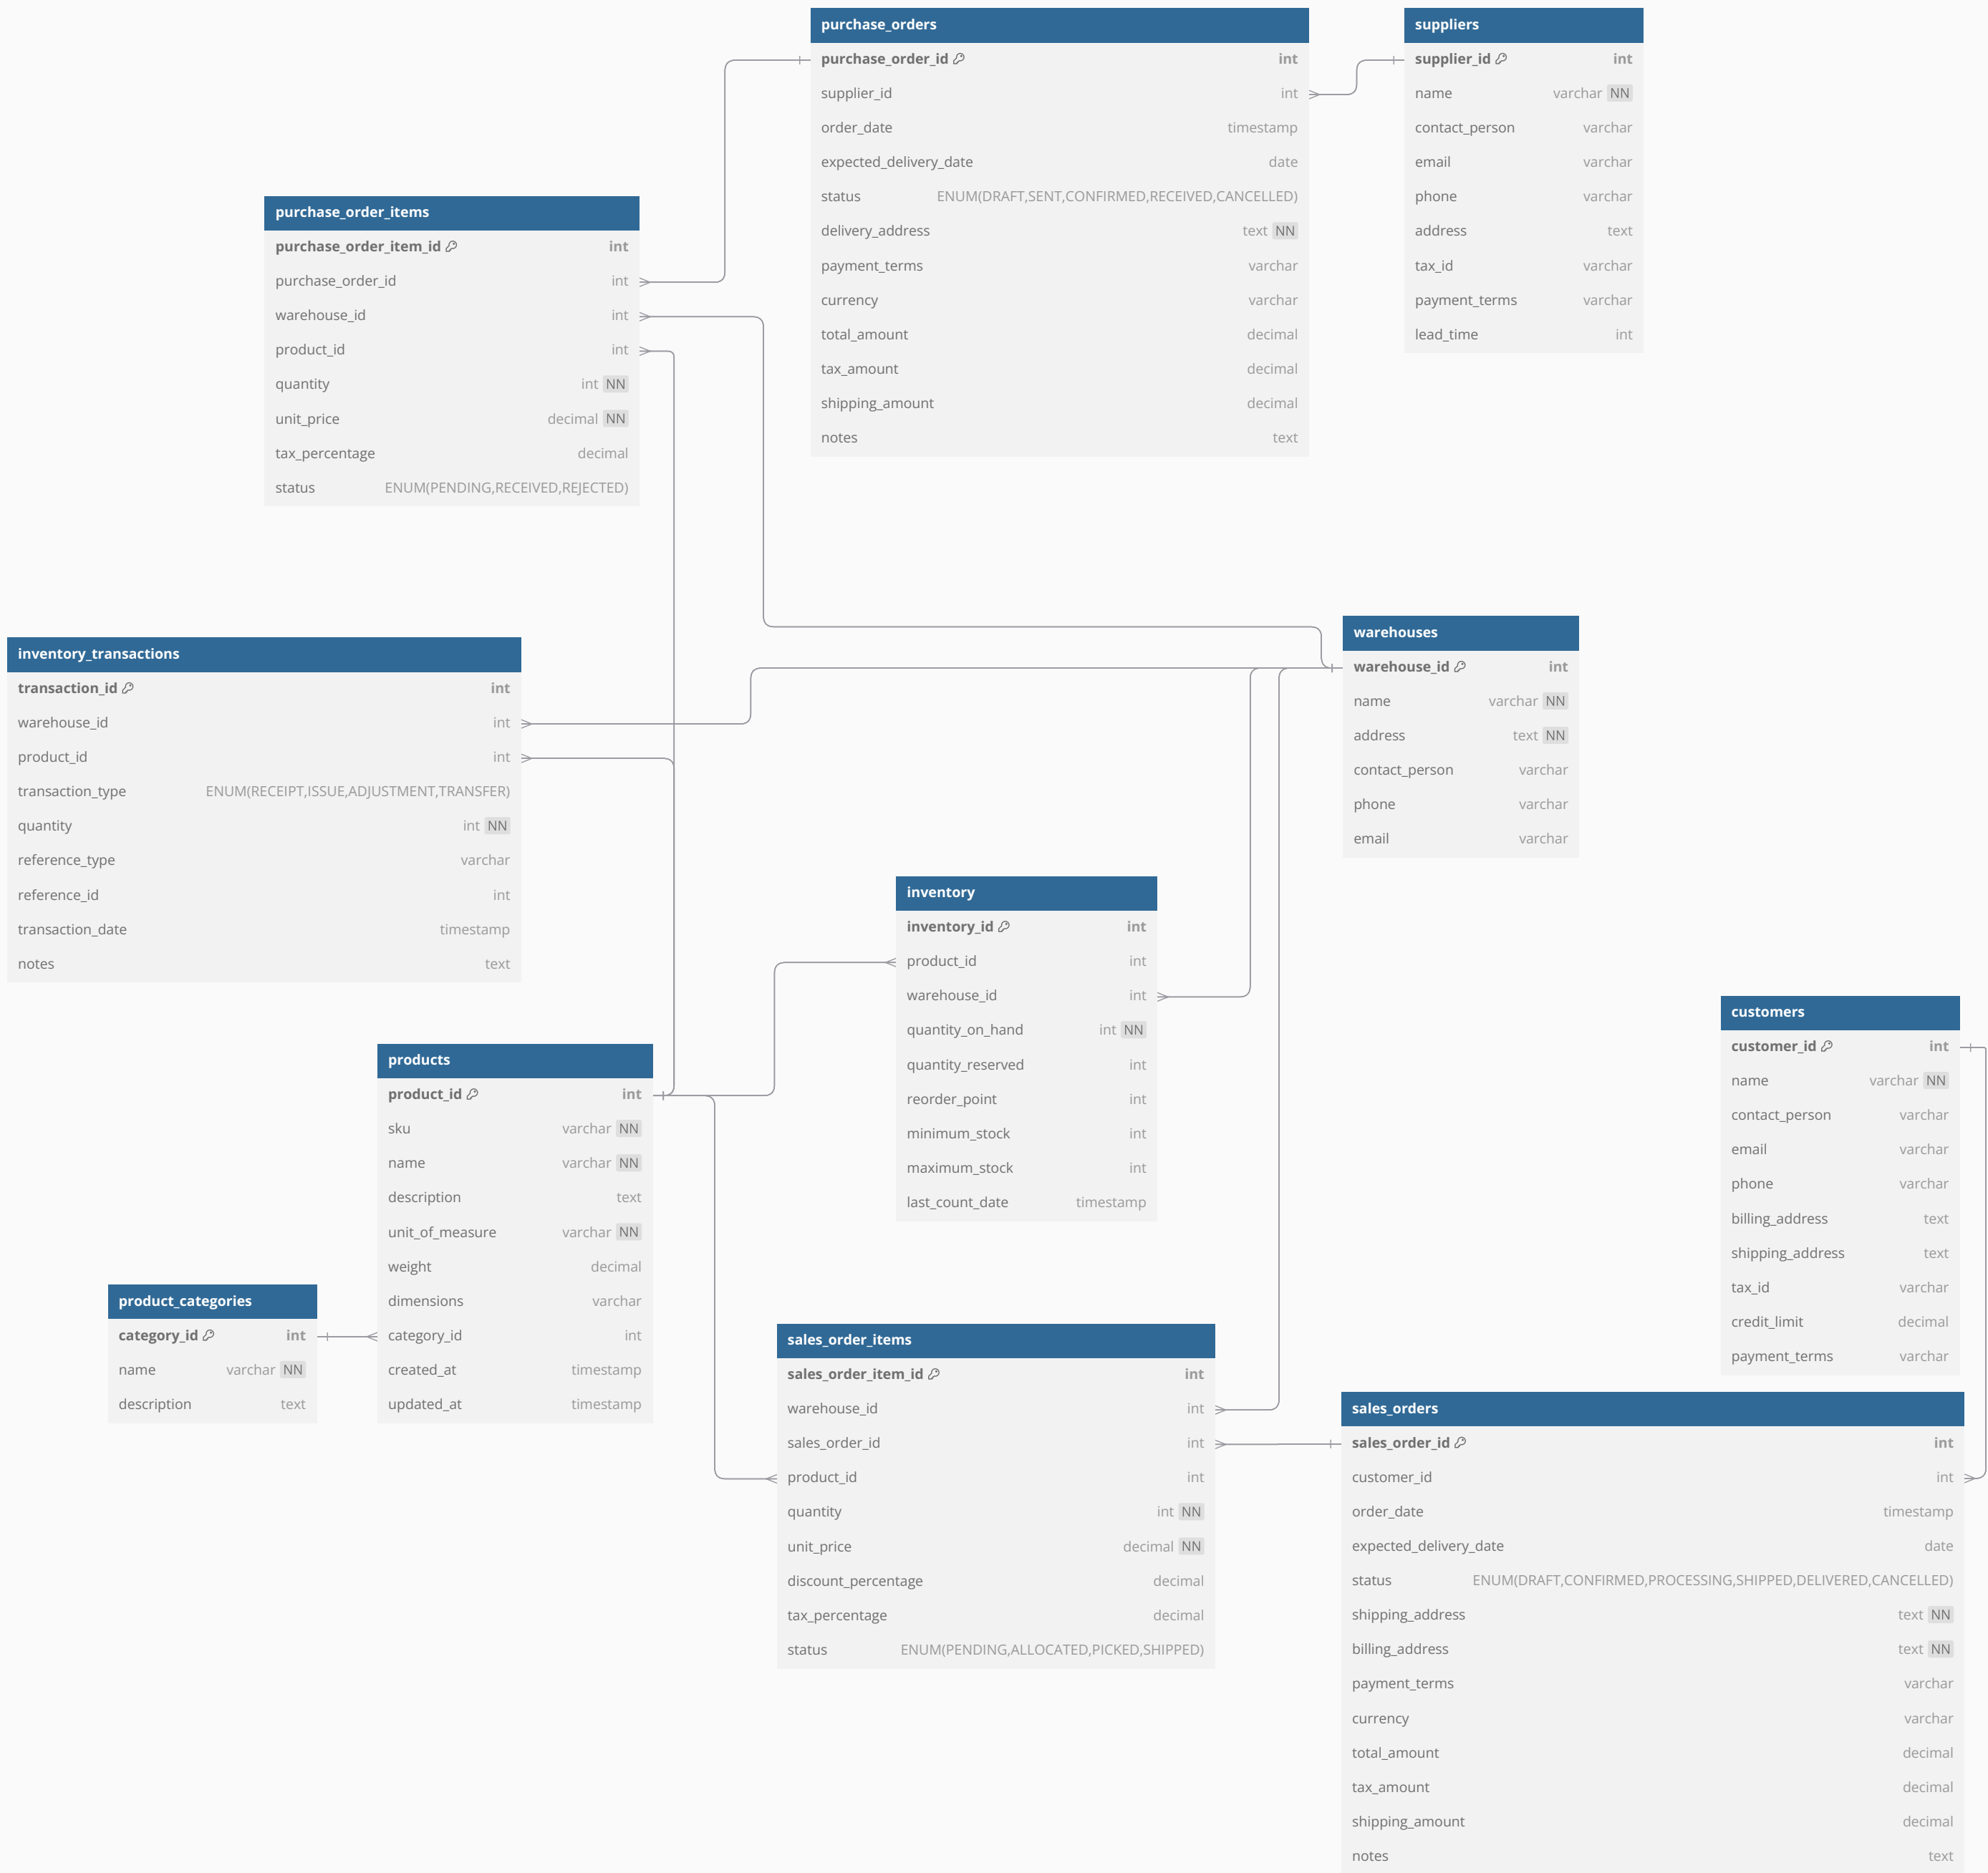 purchase_orders
purchase_order_id int
supplier_id int
order_date timestamp
expected_delivery_date date
status ENUM(DRAFT,SENT,CONFIRMED,RECEIVED,CANCELLED)
delivery_address text NN
payment_terms varchar
currency varchar
total_amount decimal
tax_amount decimal
shipping_amount decimal
notes text
suppliers
supplier_id int
name varchar NN
contact_person varchar
email varchar
phone varchar
address text
tax_id varchar
payment_terms varchar
lead_time int
purchase_order_items
purchase_order_item_id int
purchase_order_id int
warehouse_id int
product_id int
quantity int NN
unit_price decimal NN
tax_percentage decimal
status ENUM(PENDING,RECEIVED,REJECTED)
warehouses
warehouse_id int
name varchar NN
address text NN
contact_person varchar
phone varchar
email varchar
inventory_transactions
transaction_id int
warehouse_id int
product_id int
transaction_type ENUM(RECEIPT,ISSUE,ADJUSTMENT,TRANSFER)
quantity int NN
reference_type varchar
reference_id int
transaction_date timestamp
notes text
inventory
inventory_id int
product_id int
warehouse_id int
quantity_on_hand int NN
quantity_reserved int
reorder_point int
minimum_stock int
maximum_stock int
last_count_date timestamp
customers
customer_id int
name varchar NN
contact_person varchar
email varchar
phone varchar
billing_address text
shipping_address text
tax_id varchar
credit_limit decimal
payment_terms varchar
products
product_id int
sku varchar NN
name varchar NN
description text
unit_of_measure varchar NN
weight decimal
dimensions varchar
category_id int
created_at timestamp
updated_at timestamp
product_categories
category_id int
name varchar NN
description text
sales_order_items
sales_order_item_id int
warehouse_id int
sales_order_id int
product_id int
quantity int NN
unit_price decimal NN
discount_percentage decimal
tax_percentage decimal
status ENUM(PENDING,ALLOCATED,PICKED,SHIPPED)
sales_orders
sales_order_id int
customer_id int
order_date timestamp
expected_delivery_date date
status ENUM(DRAFT,CONFIRMED,PROCESSING,SHIPPED,DELIVERED,CANCELLED)
shipping_address text NN
billing_address text NN
payment_terms varchar
currency varchar
total_amount decimal
tax_amount decimal
shipping_amount decimal
notes text